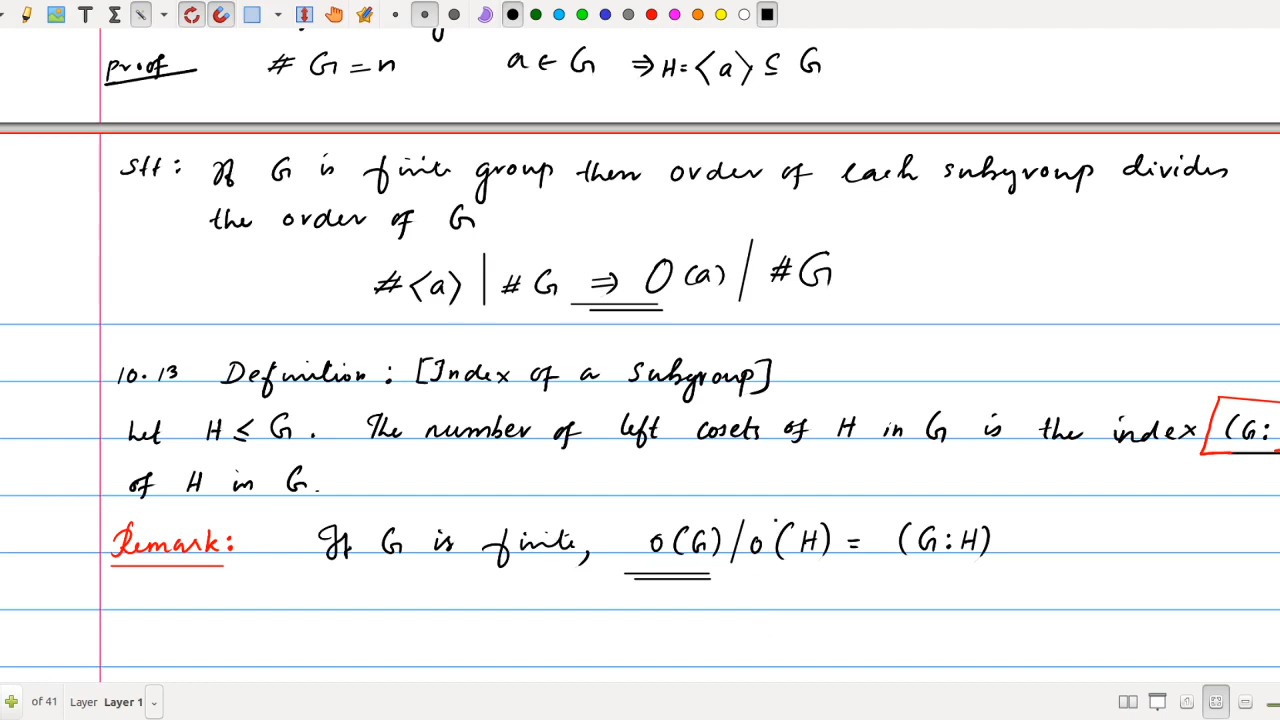 proof # G = n a ∈ G ⇒ H = ⟨a⟩ ⊆ G
Stt : If G is finite group then order of each subgroup divides
the order of G
#⟨a⟩ | # G ⇒ O(a) | # G
10.13 Definition : [Index of a subgroup]
Let H ≤ G . The number of left cosets of H in G is the index (G:
of H in G .
Remark: If G is finite, o(G)/o(H) = (G:H)
of 41 Layer Layer 1